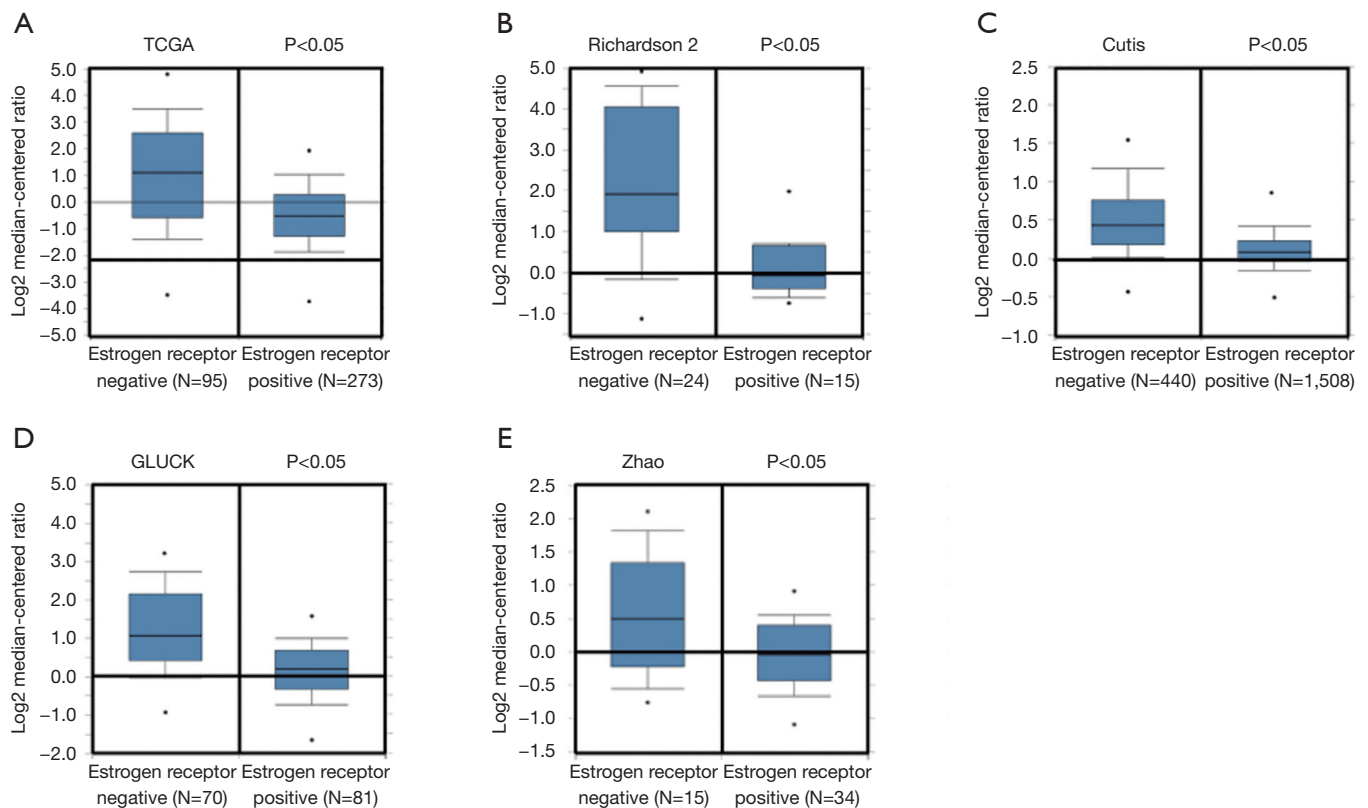 A
TCGA P<0.05
Log2 median-centered ratio
5.0
4.0
3.0
2.0
1.0
0.0
−1.0
−2.0
−3.0
−4.0
−5.0
Estrogen receptor Estrogen receptor
negative (N=95) positive (N=273)
B
Richardson 2 P<0.05
Log2 median-centered ratio
5.0
4.0
3.0
2.0
1.0
0.0
−1.0
Estrogen receptor Estrogen receptor
negative (N=24) positive (N=15)
C
Cutis P<0.05
Log2 median-centered ratio
2.5
2.0
1.5
1.0
0.5
0.0
−0.5
−1.0
Estrogen receptor Estrogen receptor
negative (N=440) positive (N=1,508)
D
GLUCK P<0.05
Log2 median-centered ratio
5.0
4.0
3.0
2.0
1.0
0.0
−1.0
−2.0
Estrogen receptor Estrogen receptor
negative (N=70) positive (N=81)
E
Zhao P<0.05
Log2 median-centered ratio
2.5
2.0
1.5
1.0
0.5
0.0
−0.5
−1.0
−1.5
Estrogen receptor Estrogen receptor
negative (N=15) positive (N=34)